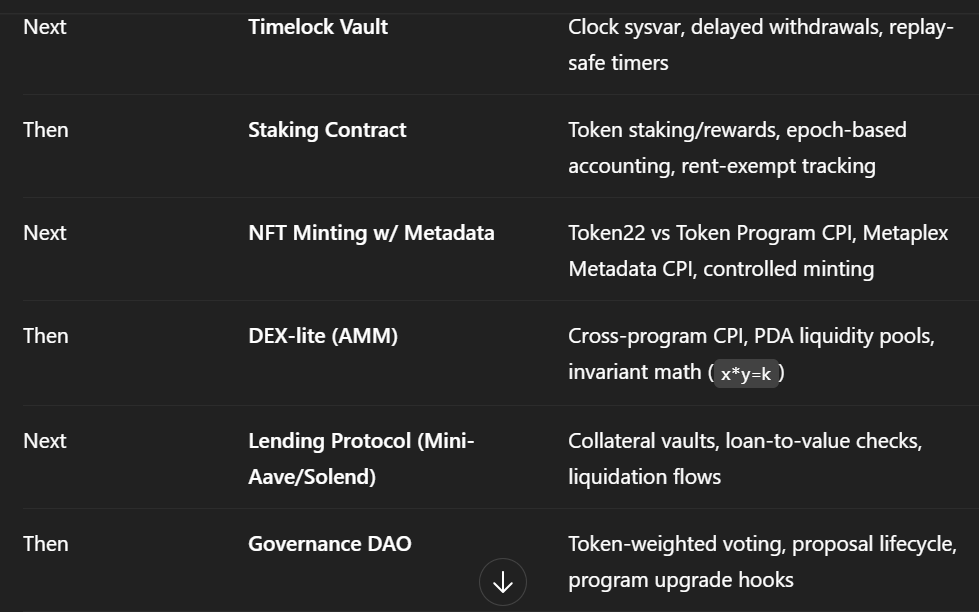 Next
Timelock Vault
Clock sysvar, delayed withdrawals, replay-
safe timers
Then
Staking Contract
Token staking/rewards, epoch-based
accounting, rent-exempt tracking
Next
NFT Minting w/ Metadata
Token22 vs Token Program CPI, Metaplex
Metadata CPI, controlled minting
Then
DEX-lite (AMM)
Cross-program CPI, PDA liquidity pools,
invariant math (x*y=k)
Next
Lending Protocol (Mini-
Aave/Solend)
Collateral vaults, loan-to-value checks,
liquidation flows
Then
Governance DAO
Token-weighted voting, proposal lifecycle,
program upgrade hooks